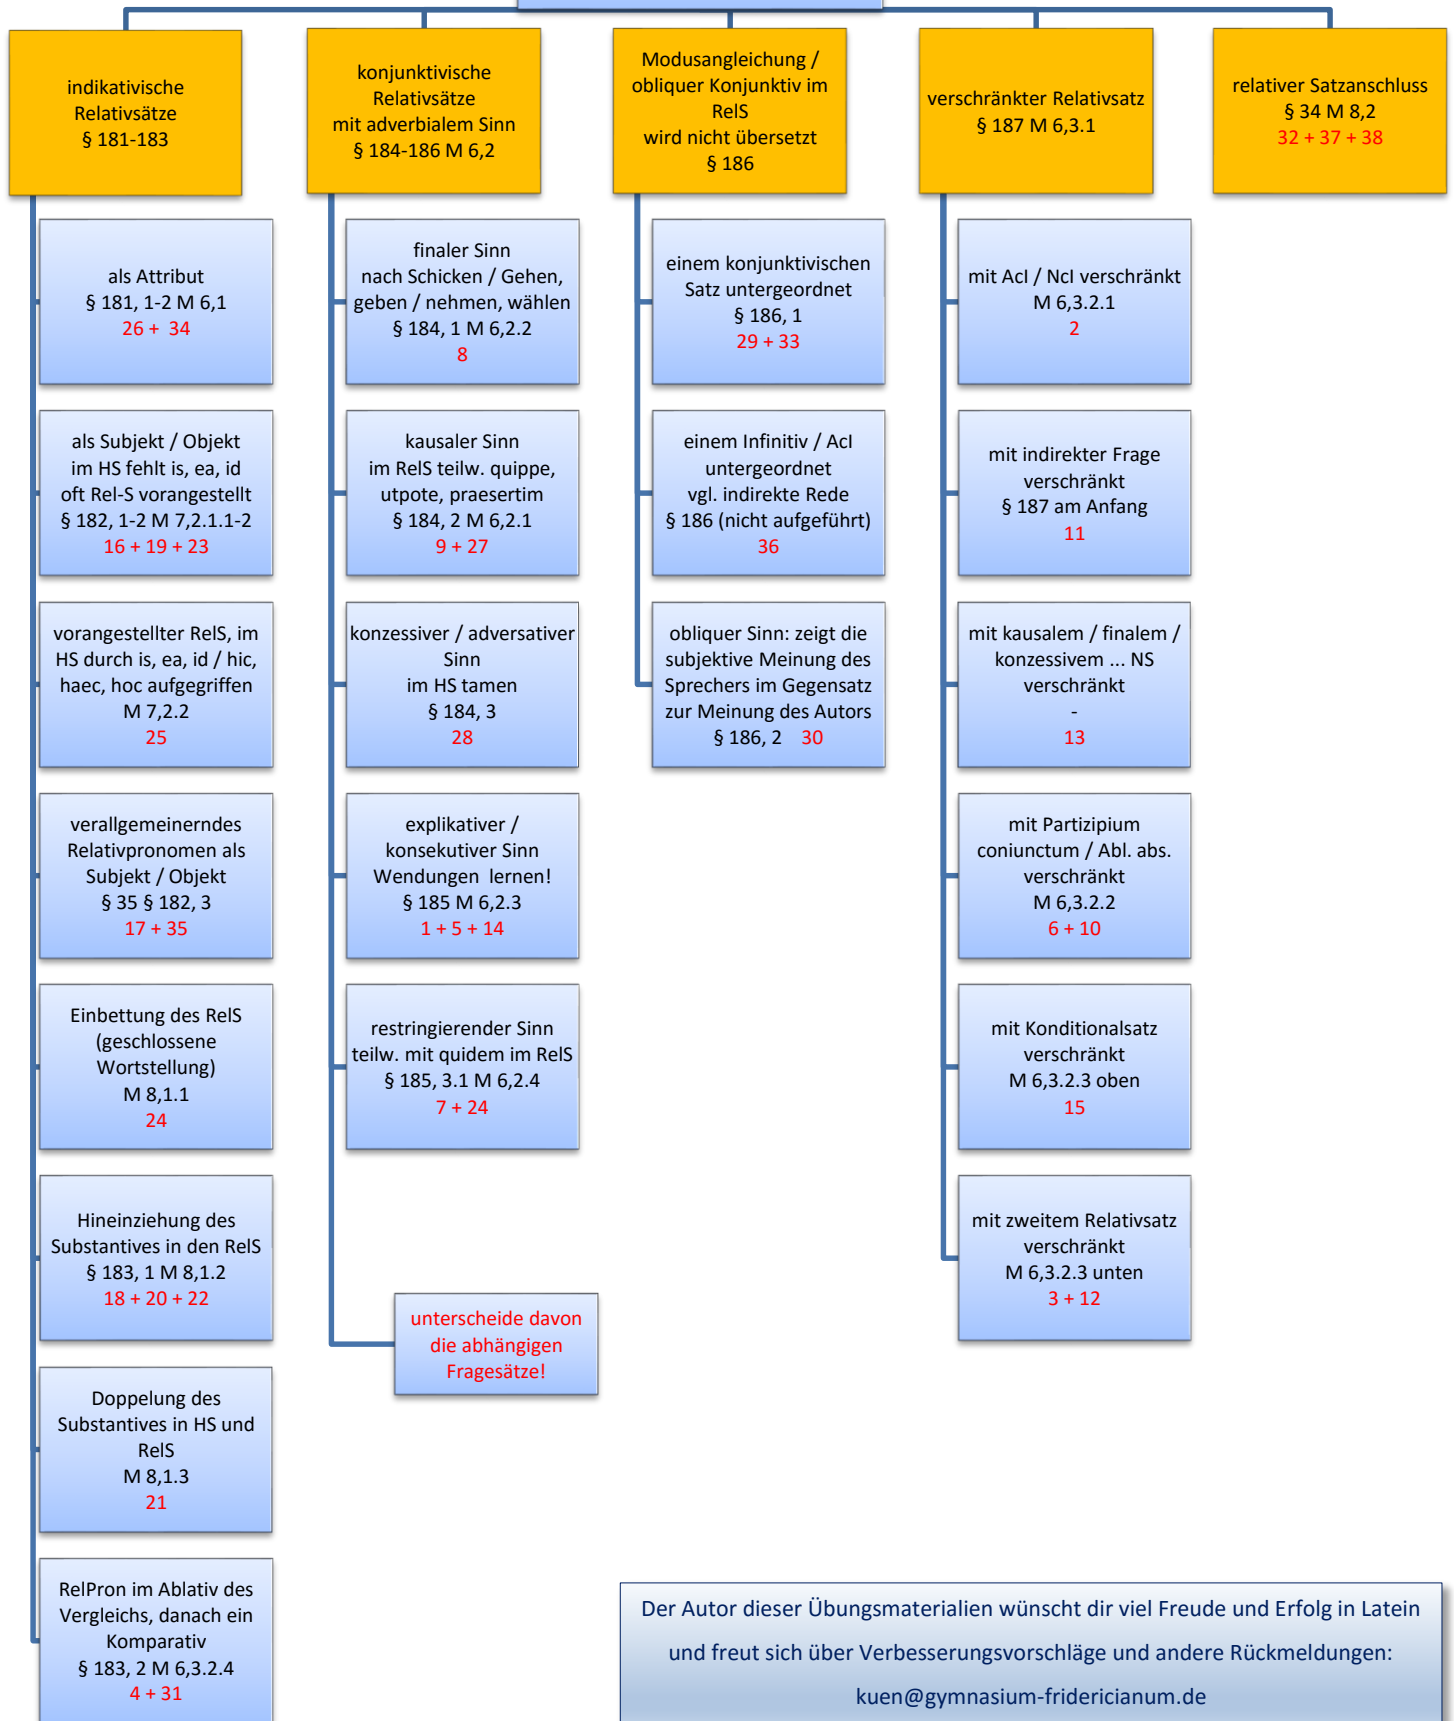 indikativische
Relativsätze
§ 181-183
als Attribut
§ 181, 1-2 M 6,1
26 + 34
als Subjekt / Objekt
im HS fehlt is, ea, id
oft Rel-S vorangestellt
§ 182, 1-2 M 7,2.1.1-2
16 + 19 + 23
vorangestellter RelS, im
HS durch is, ea, id / hic,
haec, hoc aufgegriffen
M 7,2.2
25
verallgemeinerndes
Relativpronomen als
Subjekt / Objekt
§ 35 § 182, 3
17 + 35
Einbettung des RelS
(geschlossene
Wortstellung)
M 8,1.1
24
Hineinziehung des
Substantives in den RelS
§ 183, 1 M 8,1.2
18 + 20 + 22
Doppelung des
Substantives in HS und
RelS
M 8,1.3
21
RelPron im Ablativ des
Vergleichs, danach ein
Komparativ
§ 183, 2 M 6,3.2.4
4 + 31
konjunktivische
Relativsätze
mit adverbialem Sinn
§ 184-186 M 6,2
finaler Sinn
nach Schicken / Gehen,
geben / nehmen, wählen
§ 184, 1 M 6,2.2
8
kausaler Sinn
im RelS teilw. quippe,
utpote, praesertim
§ 184, 2 M 6,2.1
9 + 27
konzessiver / adversativer
Sinn
im HS tamen
§ 184, 3
28
explikativer /
konsekutiver Sinn
Wendungen lernen!
§ 185 M 6,2.3
1 + 5 + 14
restringierender Sinn
teilw. mit quidem im RelS
§ 185, 3.1 M 6,2.4
7 + 24
unterscheide davon
die abhängigen
Fragesätze!
Modusangleichung /
obliquer Konjunktiv im
RelS
wird nicht übersetzt
§ 186
einem konjunktivischen
Satz untergeordnet
§ 186, 1
29 + 33
einem Infinitiv / AcI
untergeordnet
vgl. indirekte Rede
§ 186 (nicht aufgeführt)
36
obliquer Sinn: zeigt die
subjektive Meinung des
Sprechers im Gegensatz
zur Meinung des Autors
§ 186, 2 30
verschränkter Relativsatz
§ 187 M 6,3.1
mit AcI / NcI verschränkt
M 6,3.2.1
2
mit indirekter Frage
verschränkt
§ 187 am Anfang
11
mit kausalem / finalem /
konzessivem ... NS
verschränkt
-
13
mit Partizipium
coniunctum / Abl. abs.
verschränkt
M 6,3.2.2
6 + 10
mit Konditionalsatz
verschränkt
M 6,3.2.3 oben
15
mit zweitem Relativsatz
verschränkt
M 6,3.2.3 unten
3 + 12
relativer Satzanschluss
§ 34 M 8,2
32 + 37 + 38
Der Autor dieser Übungsmaterialien wünscht dir viel Freude und Erfolg in Latein
und freut sich über Verbesserungsvorschläge und andere Rückmeldungen:
kuen@gymnasium-fridericianum.de